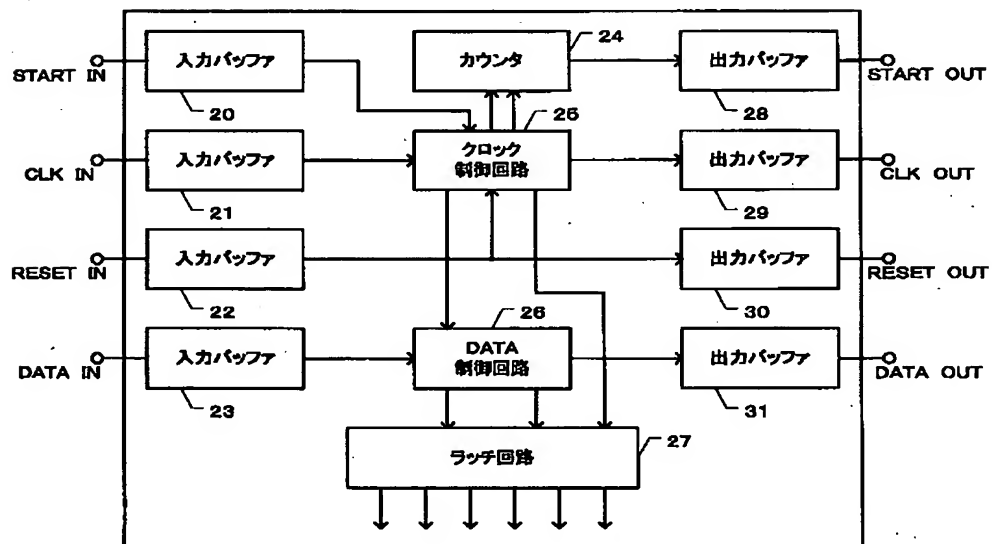 START IN
入力バッファ
20
カウンタ
24
出力バッファ
28
START OUT
CLK IN
入力バッファ
21
クロック
制御回路
25
出力バッファ
29
CLK OUT
RESET IN
入力バッファ
22
出力バッファ
30
RESET OUT
DATA IN
入力バッファ
23
DATA
制御回路
26
出力バッファ
31
DATA OUT
ラッチ回路
27